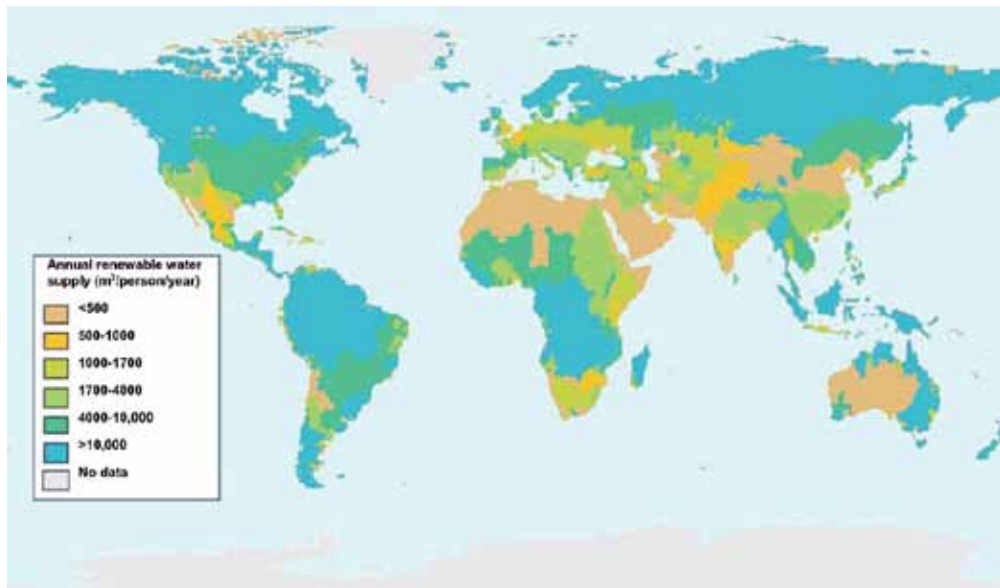 Annual renewable water
supply (m³/person/year)
<500
500-1000
1000-1700
1700-4000
4000-10,000
>10,000
No data